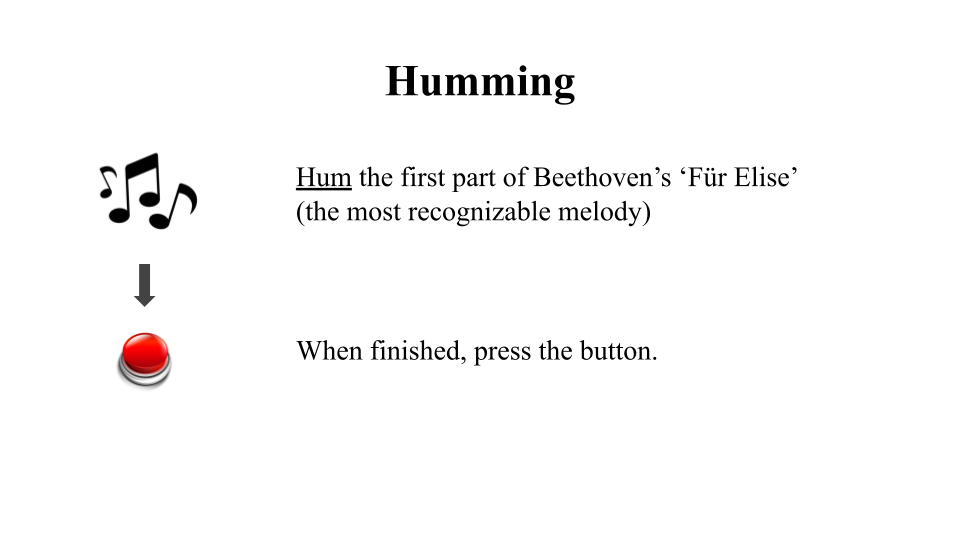 Humming
Hum the first part of Beethoven’s ‘Für Elise’
(the most recognizable melody)
When finished, press the button.